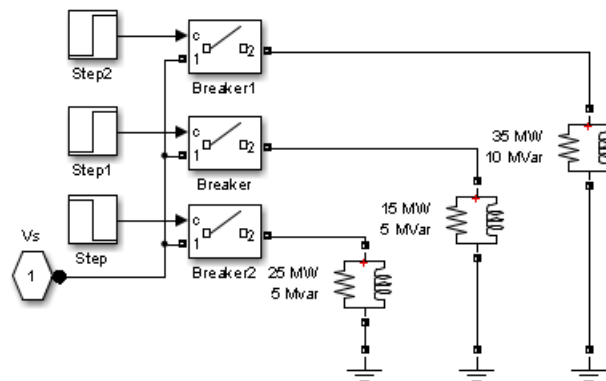 c
1
2
Step2
Breaker1
c
1
2
Step1
Breaker
35 MW
10 MVar
c
1
2
15 MW
5 MVar
Vs
Step
Breaker2
1
25 MW
5 Mvar